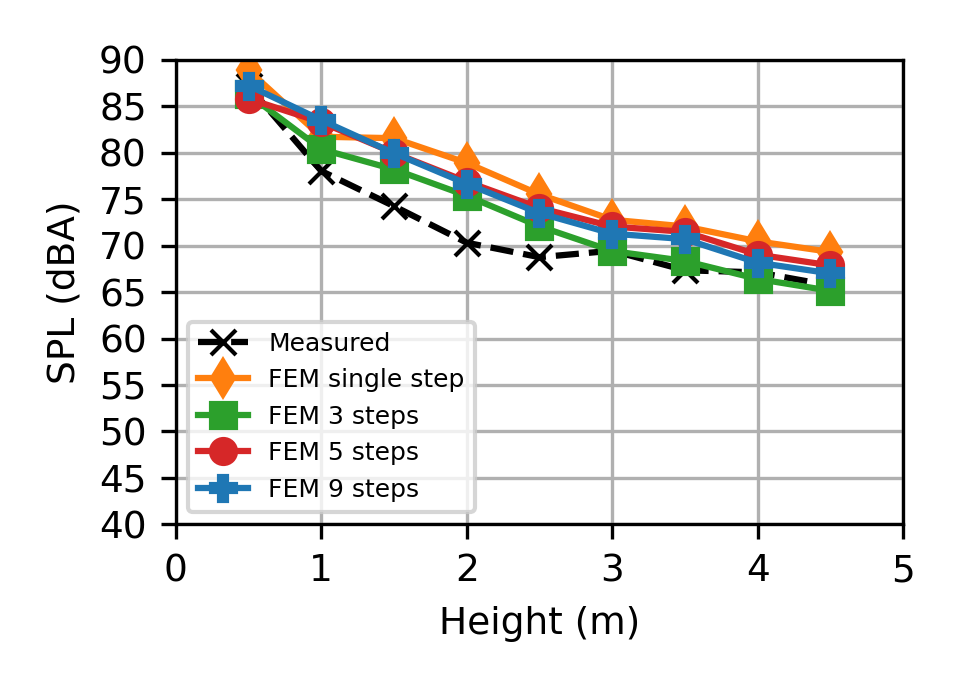 90
85
80
75
70
65
60
55
50
45
40
SPL (dBA)
Measured
FEM single step
FEM 3 steps
FEM 5 steps
FEM 9 steps
0 1 2 3 4 5
Height (m)